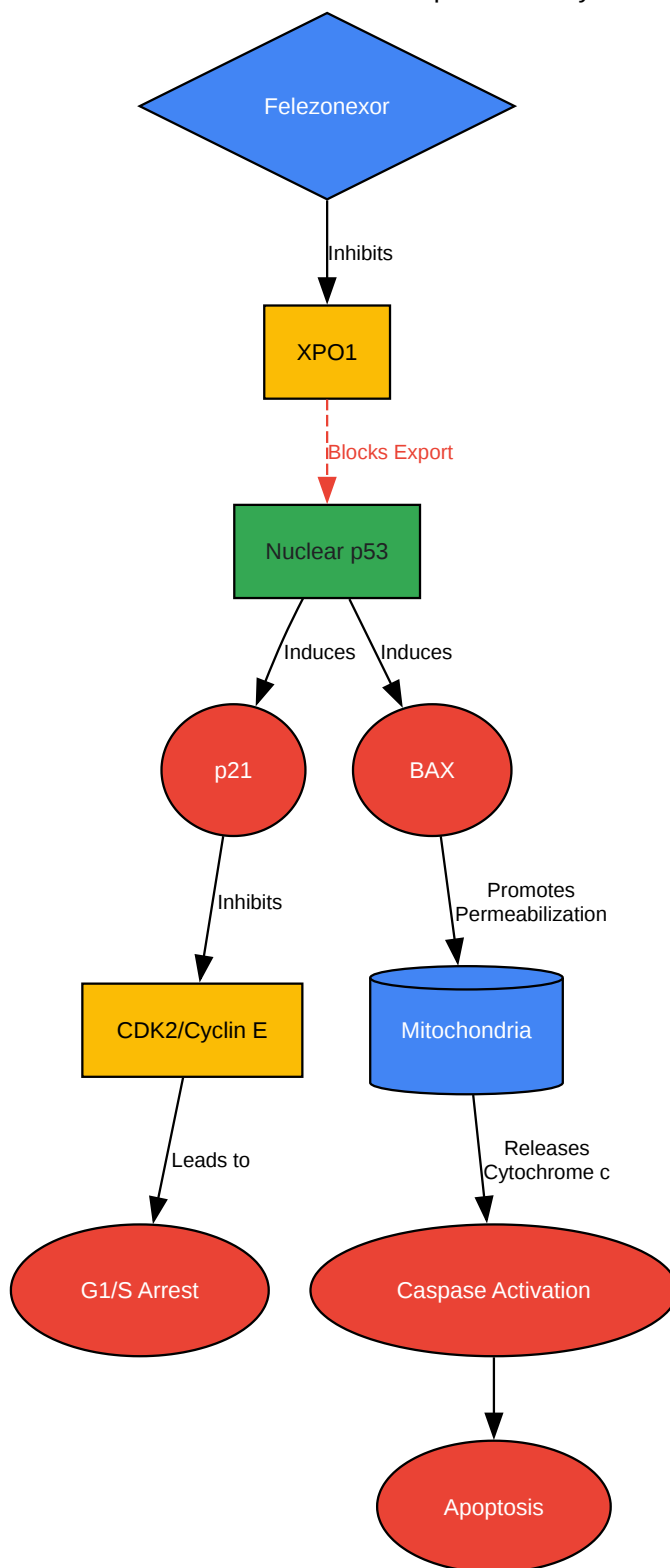 Felezonexor
Inhibits
XPO1
Blocks Export
Nuclear p53
Induces
Induces
p21
BAX
Inhibits
Promotes
Permeabilization
CDK2/Cyclin E
Mitochondria
Leads to
Releases
Cytochrome c
G1/S Arrest
Caspase Activation
Apoptosis